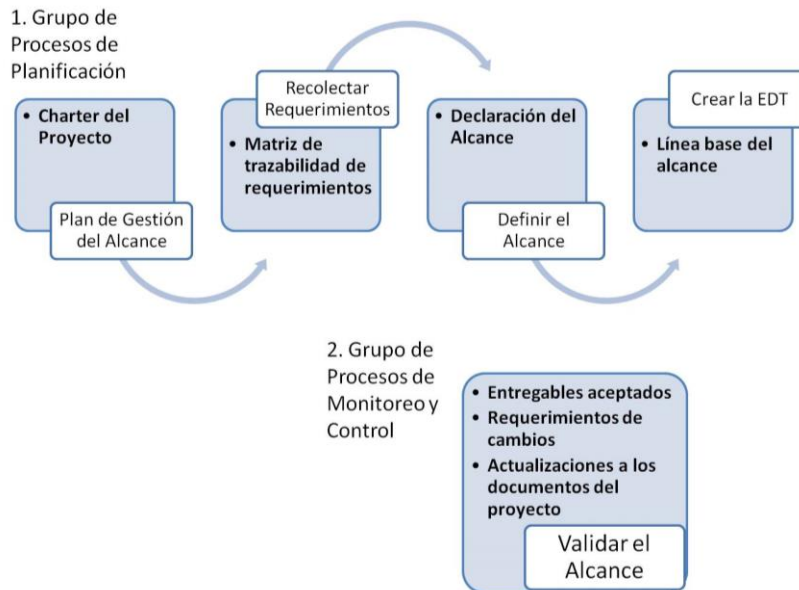 1. Grupo de
Procesos de
Planificación
• Charter del
Proyecto
Plan de Gestión
del Alcance
Recolectar
Requerimientos
• Matriz de
trazabilidad de
requerimientos
• Declaración del
Alcance
Definir el
Alcance
Crear la EDT
• Línea base del
alcance
2. Grupo de
Procesos de
Monitoreo y
Control
• Entregables aceptados
• Requerimientos de
cambios
• Actualizaciones a los
documentos del
proyecto
Validar el
Alcance